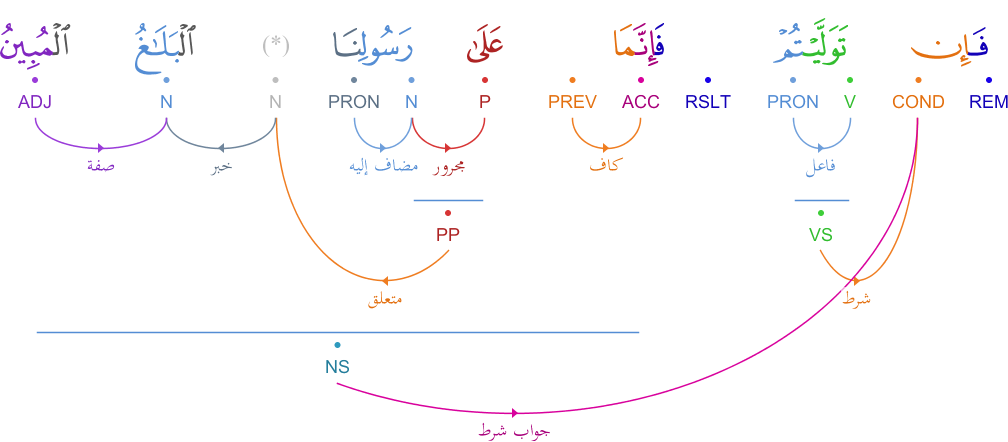 فَإِن تَوَلَّيْتُمْ فَإِنَّمَا عَلَىٰ رَسُولِنَا (*) ٱلْبَلَـٰغُ ٱلْمُبِينُ
REM COND V PRON RSLT ACC PREV P N PRON N N ADJ
فاعل كاف مجرور مضاف إليه خبر صفة
VS PP
شرط متعلق
NS
جواب شرط